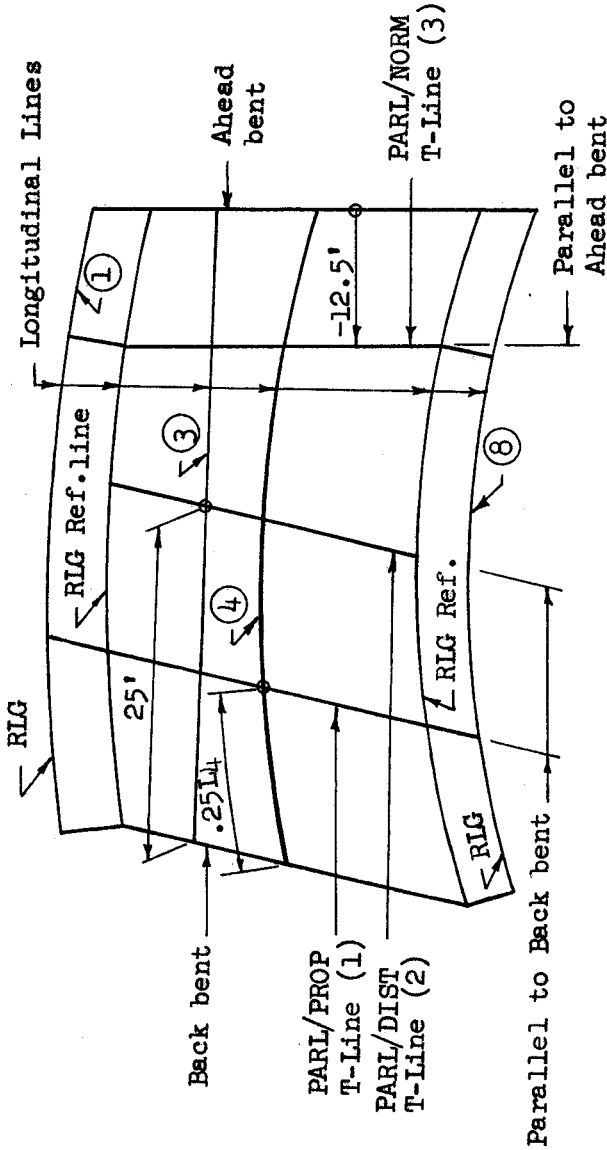 Longitudinal Lines
RLG
1
RLG Ref.line
Ahead
bent
3
25'
4
.25L4
-12.5'
Back bent
PARL/NORM
T-Line (3)
PARL/PROP
T-Line (1)
PARL/DIST
T-Line (2)
RLG Ref.
8
RLG
Parallel to
Ahead bent
Parallel to Back bent